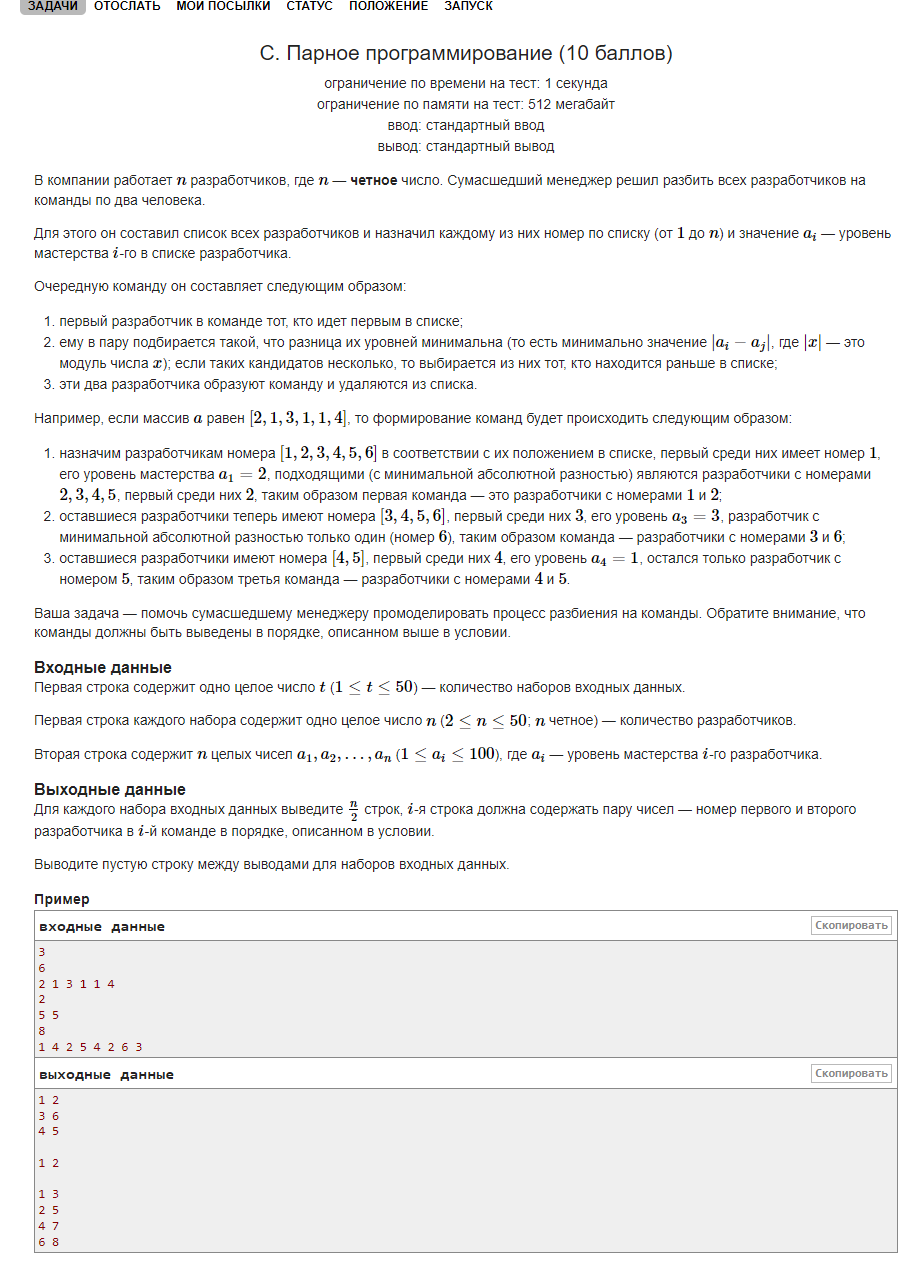 ЗАДАЧИ ОТОСЛАТЬ МОИ ПОСЫЛКИ СТАТУС ПОЛОЖЕНИЕ ЗАПУСК
C. Парное программирование (10 баллов)
ограничение по времени на тест: 1 секунда
ограничение по памяти на тест: 512 мегабайт
ввод: стандартный ввод
вывод: стандартный вывод
В компании работает n разработчиков, где n — четное число. Сумасшедший менеджер решил разбить всех разработчиков на
команды по два человека.
Для этого он составил список всех разработчиков и назначил каждому из них номер по списку (от 1 до n) и значение a_i — уровень
мастерства i-го в списке разработчика.
Очередную команду он составляет следующим образом:
1. первый разработчик в команде тот, кто идет первым в списке;
2. ему в пару подбирается такой, что разница их уровней минимальна (то есть минимально значение |a_i − a_j|, где |x| — это
модуль числа x); если таких кандидатов несколько, то выбирается из них тот, кто находится раньше в списке;
3. эти два разработчика образуют команду и удаляются из списка.
Например, если массив a равен [2, 1, 3, 1, 1, 4], то формирование команд будет происходить следующим образом:
1. назначим разработчикам номера [1, 2, 3, 4, 5, 6] в соответствии с их положением в списке, первый среди них имеет номер 1,
его уровень мастерства a_1 = 2, подходящими (с минимальной абсолютной разностью) являются разработчики с номерами
2, 3, 4, 5, первый среди них 2, таким образом первая команда — это разработчики с номерами 1 и 2;
2. оставшиеся разработчики теперь имеют номера [3, 4, 5, 6], первый среди них 3, его уровень a_3 = 3, разработчик с
минимальной абсолютной разностью только один (номер 6), таким образом команда — разработчики с номерами 3 и 6;
3. оставшиеся разработчики имеют номера [4, 5], первый среди них 4, его уровень a_4 = 1, остался только разработчик с
номером 5, таким образом третья команда — разработчики с номерами 4 и 5.
Ваша задача — помочь сумасшедшему менеджеру промоделировать процесс разбиения на команды. Обратите внимание, что
команды должны быть выведены в порядке, описанном выше в условии.
Входные данные
Первая строка содержит одно целое число t (1 ≤ t ≤ 50) — количество наборов входных данных.
Первая строка каждого набора содержит одно целое число n (2 ≤ n ≤ 50; n четное) — количество разработчиков.
Вторая строка содержит n целых чисел a_1, a_2, . . . , a_n (1 ≤ a_i ≤ 100), где a_i — уровень мастерства i-го разработчика.
Выходные данные
Для каждого набора входных данных выведите n/2 строк, i-я строка должна содержать пару чисел — номер первого и второго
разработчика в i-й команде в порядке, описанном в условии.
Выводите пустую строку между выводами для наборов входных данных.
Пример
входные данные Скопировать
3
6
2 1 3 1 1 4
2
5 5
8
1 4 2 5 4 2 6 3
выходные данные Скопировать
1 2
3 6
4 5
1 2
1 3
2 5
4 7
6 8